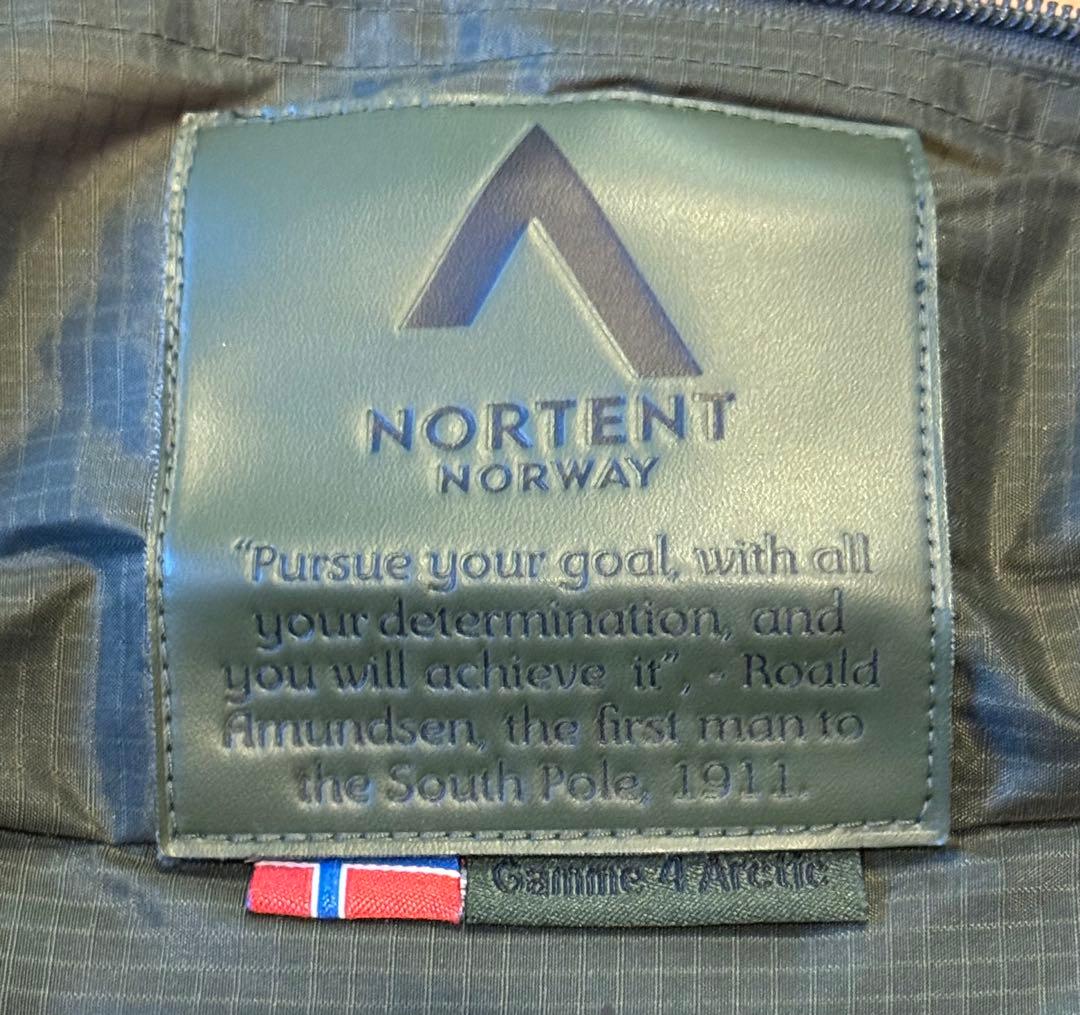 NORTENT
NORWAY
“Pursue your goal, with all
your determination, and
you will achieve it”, - Roald
Amundsen, the first man to
the South Pole, 1911.
Gamme 4 Arctic